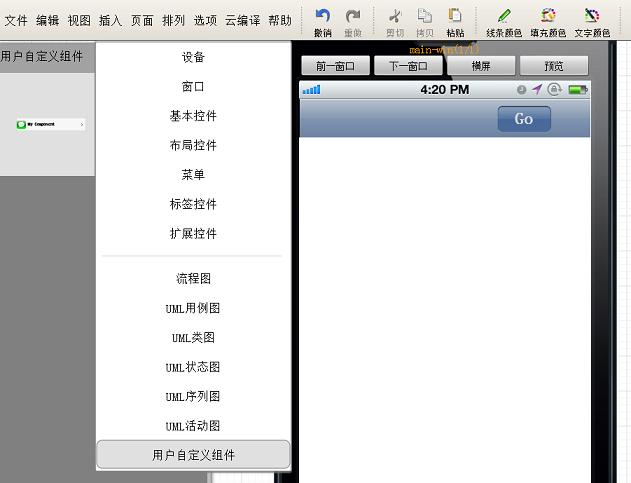 文件 编辑 视图 插入 页面 排列 选项 云编译 帮助
撤销 重做 剪切 拷贝 粘贴 线条颜色 填充颜色 文字颜色
用户自定义组件
My Component
设备
窗口
基本控件
布局控件
菜单
标签控件
扩展控件
流程图
UML用例图
UML类图
UML状态图
UML序列图
UML活动图
用户自定义组件
main-win(1/1)
前一窗口 下一窗口 横屏 预览
4:20 PM
Go